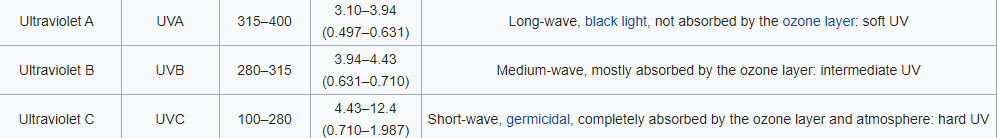 Ultraviolet A UVA 315–400 3.10–3.94 (0.497–0.631) Long-wave, black light, not absorbed by the ozone layer: soft UV
Ultraviolet B UVB 280–315 3.94–4.43 (0.631–0.710) Medium-wave, mostly absorbed by the ozone layer: intermediate UV
Ultraviolet C UVC 100–280 4.43–12.4 (0.710–1.987) Short-wave, germicidal, completely absorbed by the ozone layer and atmosphere: hard UV